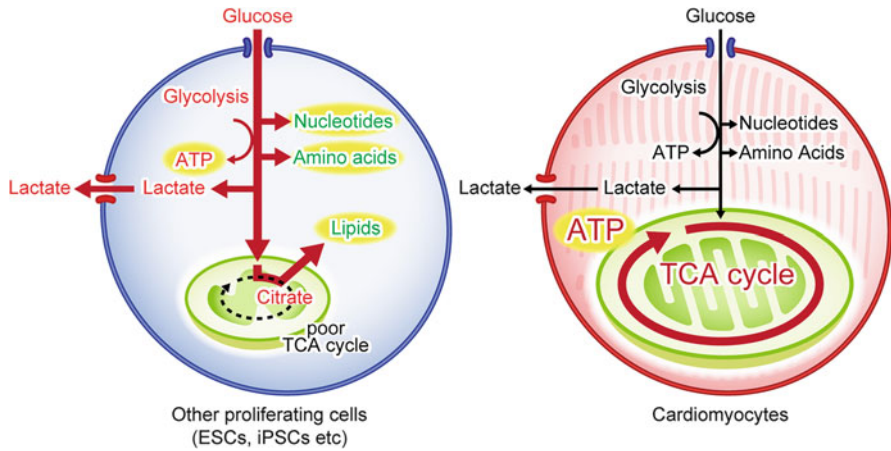 Glucose
Glycolysis
Nucleotides
ATP
Amino acids
Lactate
Lactate
Lipids
Citrate
poor
TCA cycle
Other proliferating cells
(ESCs, iPSCs etc)
Glucose
Glycolysis
Nucleotides
ATP
Amino Acids
Lactate
Lactate
ATP
TCA cycle
Cardiomyocytes